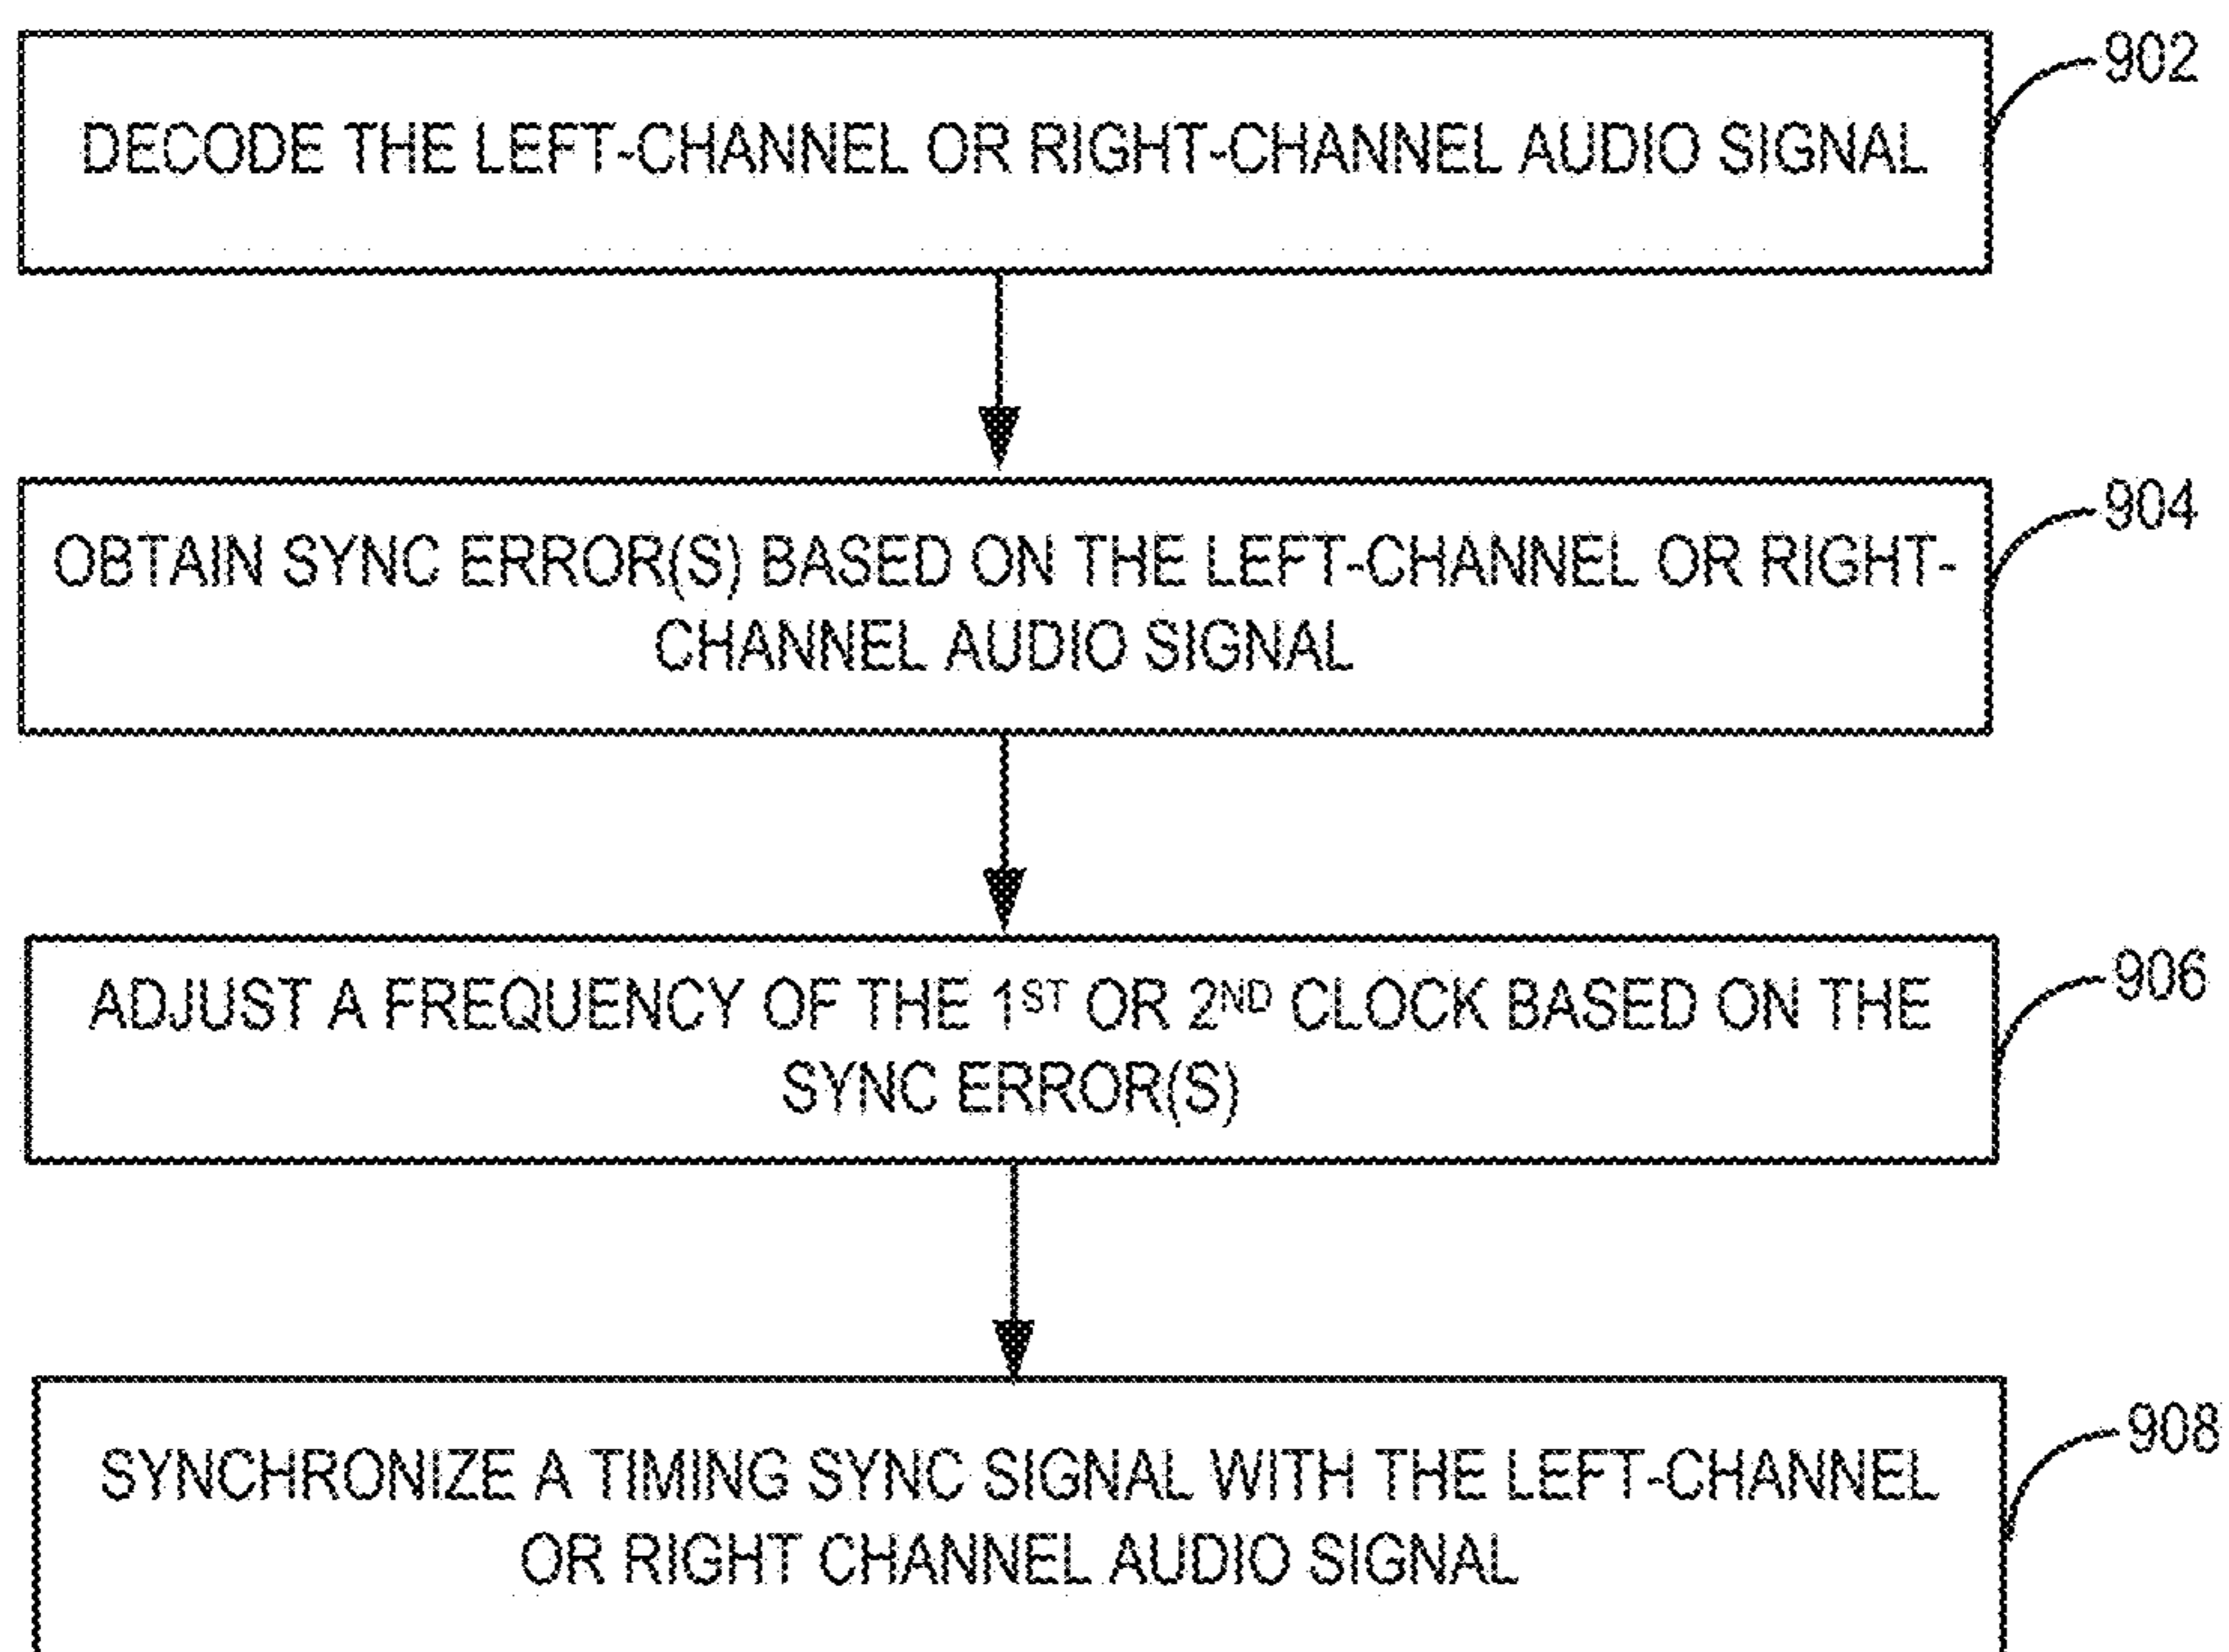 902
DECODE THE LEFT-CHANNEL OR RIGHT-CHANNEL AUDIO SIGNAL
904
OBTAIN SYNC ERROR(S) BASED ON THE LEFT-CHANNEL OR RIGHT-
CHANNEL AUDIO SIGNAL
906
ADJUST A FREQUENCY OF THE 1ST OR 2ND CLOCK BASED ON THE
SYNC ERROR(S)
908
SYNCHRONIZE A TIMING SYNC SIGNAL WITH THE LEFT-CHANNEL
OR RIGHT CHANNEL AUDIO SIGNAL